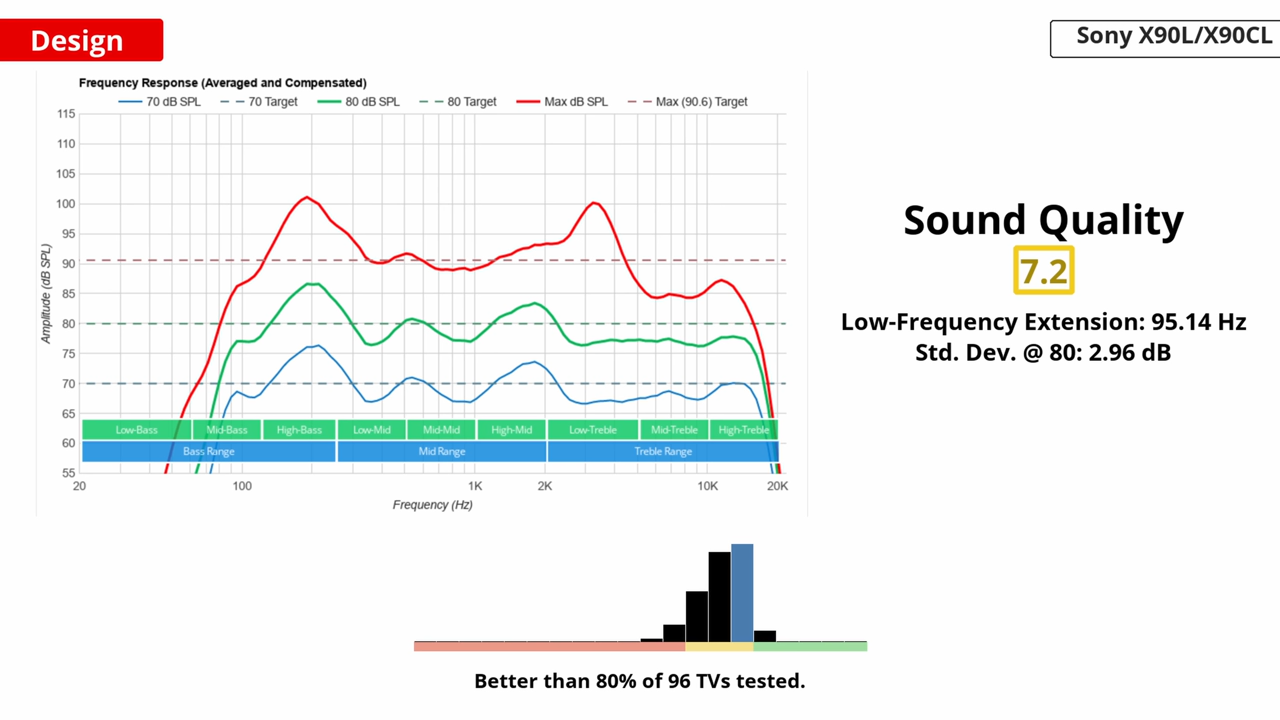 Design
Sony X90L/X90CL
Frequency Response (Averaged and Compensated)
70 dB SPL 70 Target 80 dB SPL 80 Target Max dB SPL Max (90.6) Target
115
110
105
100
95
90
85
80
75
70
65
60
55
Amplitude (dB SPL)
Low-Bass Mid-Bass High-Bass Low-Mid Mid-Mid High-Mid Low-Treble Mid-Treble High-Treble
Bass Range Mid Range Treble Range
20 100 1K 2K 10K 20K
Frequency (Hz)
Sound Quality
7.2
Low-Frequency Extension: 95.14 Hz
Std. Dev. @ 80: 2.96 dB
Better than 80% of 96 TVs tested.